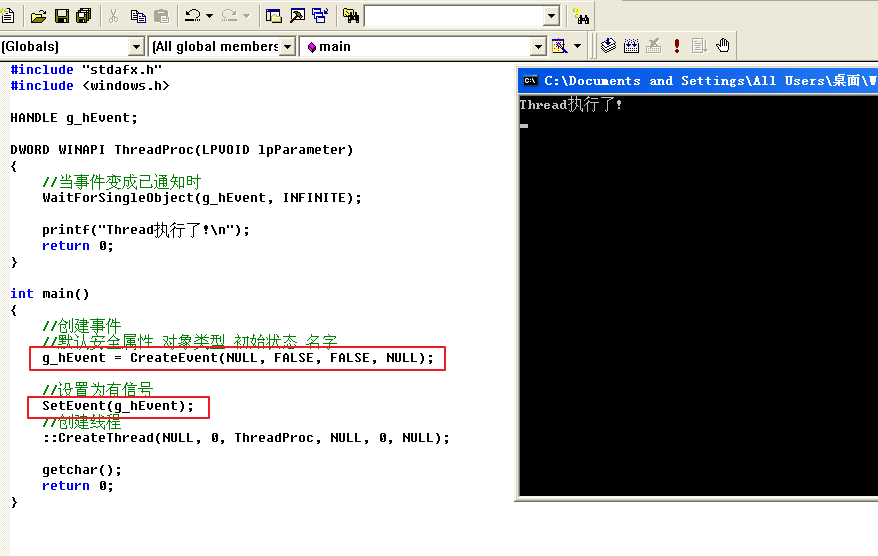 (Globals)
(All global members
main
#include "stdafx.h"
#include <windows.h>
HANDLE g_hEvent;
DWORD WINAPI ThreadProc(LPVOID lpParameter)
{
//当事件变成已通知时
WaitForSingleObject(g_hEvent, INFINITE);
printf("Thread执行了!\n");
return 0;
}
int main()
{
//创建事件
//默认安全属性 对象类型 初始状态 名字
g_hEvent = CreateEvent(NULL, FALSE, FALSE, NULL);
//设置为有信号
SetEvent(g_hEvent);
//创建线程
::CreateThread(NULL, 0, ThreadProc, NULL, 0, NULL);
getchar();
return 0;
}
C:\Documents and Settings\All Users\桌面\W
Thread执行了!